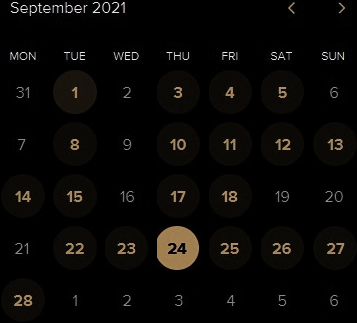 September 2021
MON TUE WED THU FRI SAT SUN
31 1 2 3 4 5 6
7 8 9 10 11 12 13
14 15 16 17 18 19 20
21 22 23 24 25 26 27
28 1 2 3 4 5 6